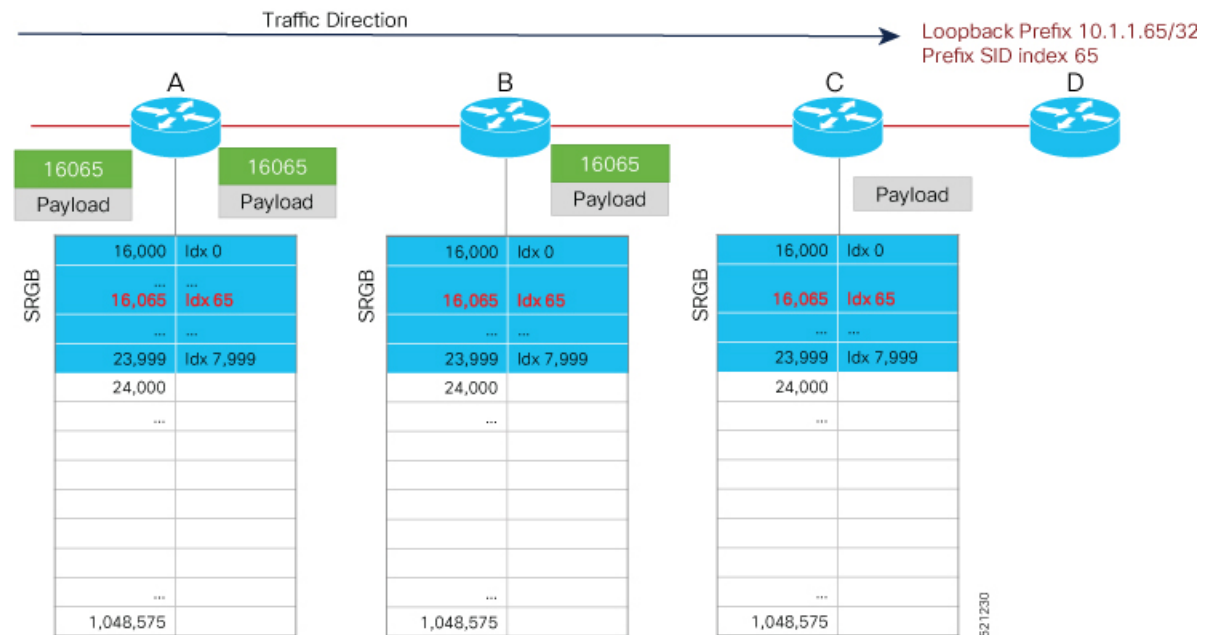 Traffic Direction
Loopback Prefix 10.1.1.65/32
Prefix SID index 65
A
B
C
D
16065
Payload
16065
Payload
16065
Payload
Payload
SRGB
16,000 Idx 0
... ...
16,065 Idx 65
... ...
23,999 Idx 7,999
24,000
...
...
1,048,575
SRGB
16,000 Idx 0
16,065 Idx 65
... ...
23,999 Idx 7,999
24,000
...
...
1,048,575
SRGB
16,000 Idx 0
16,065 Idx 65
... ...
23,999 Idx 7,999
24,000
...
...
1,048,575
521230